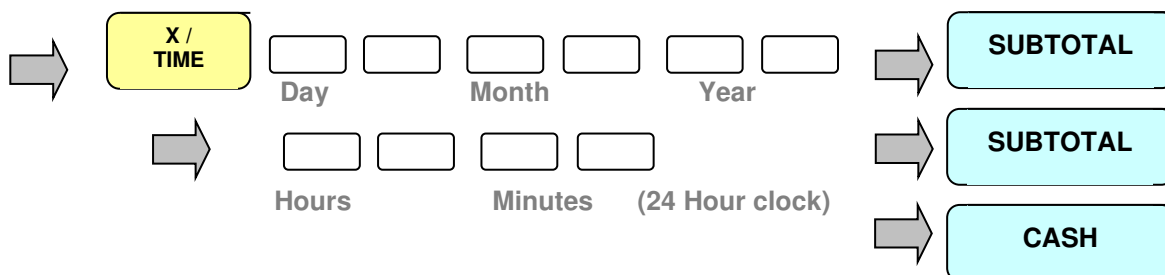 X /
TIME
SUBTOTAL
Day Month Year
SUBTOTAL
Hours Minutes (24 Hour clock)
CASH